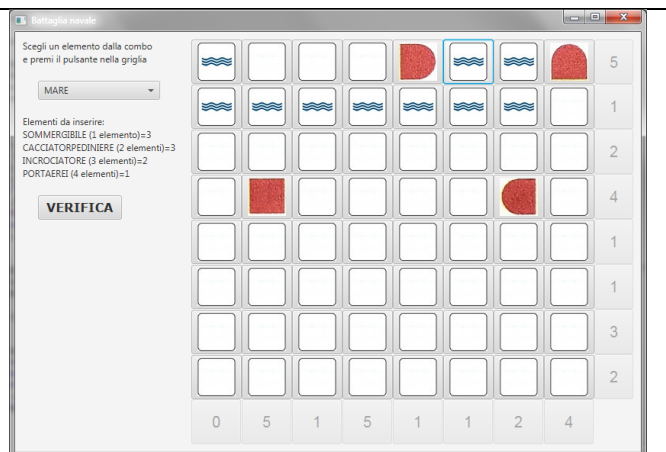 Battaglia navale
Scegli un elemento dalla combo
e premi il pulsante nella griglia
MARE
Elementi da inserire:
SOMMERGIBILE (1 elemento)=3
CACCIATORPEDINIERE (2 elementi)=3
INCROCIATORE (3 elementi)=2
PORTAEREI (4 elementi)=1
VERIFICA
5
1
2
4
1
1
3
2
0 5 1 5 1 1 2 4